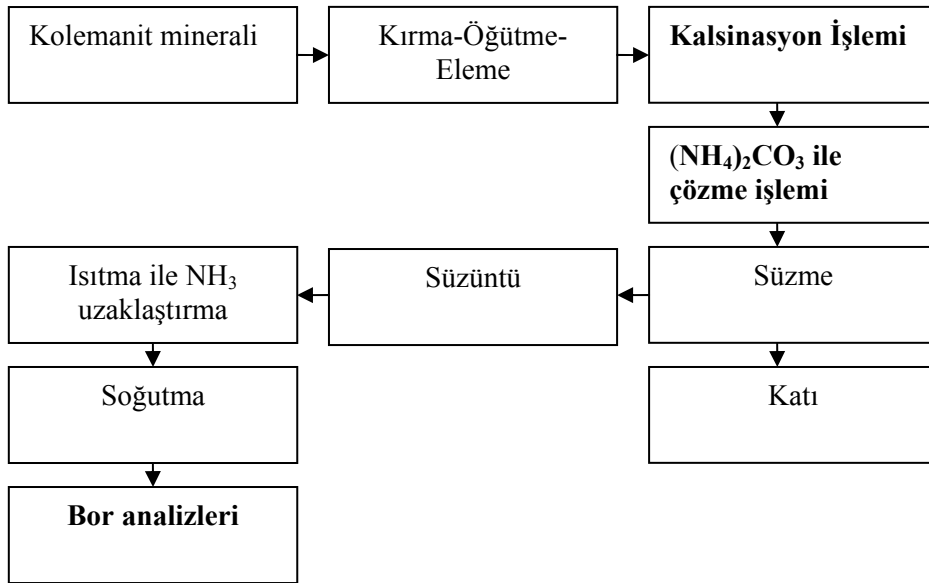 Kolemanit minerali
Kırma-Öğütme-
Eleme
Kalsinasyon İşlemi
(NH₄)₂CO₃ ile
çözme işlemi
Süzme
Süzüntü
Isıtma ile NH₃
uzaklaştırma
Katı
Soğutma
Bor analizleri